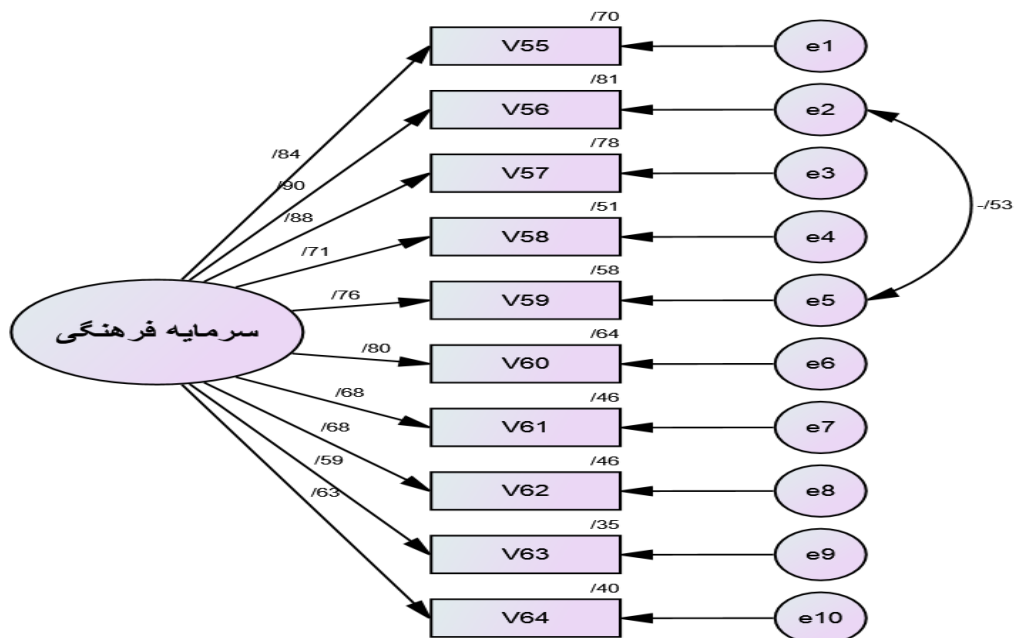 /70
V55
e1
/81
V56
e2
/84
/78
V57
e3
/90
/88
/51
V58
e4
-/53
/71
/58
V59
e5
/76
سرمایه فرهنگی
/64
V60
e6
/80
/46
V61
e7
/68
/46
V62
e8
/68
/59
/35
V63
e9
/63
/40
V64
e10